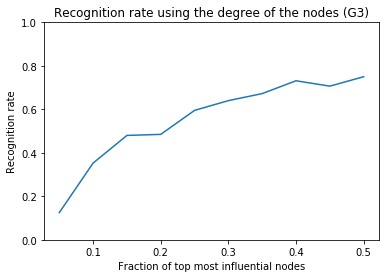 Recognition rate using the degree of the nodes (G3)
1.0
0.8
0.6
0.4
0.2
0.0
Recognition rate
0.1 0.2 0.3 0.4 0.5
Fraction of top most influential nodes